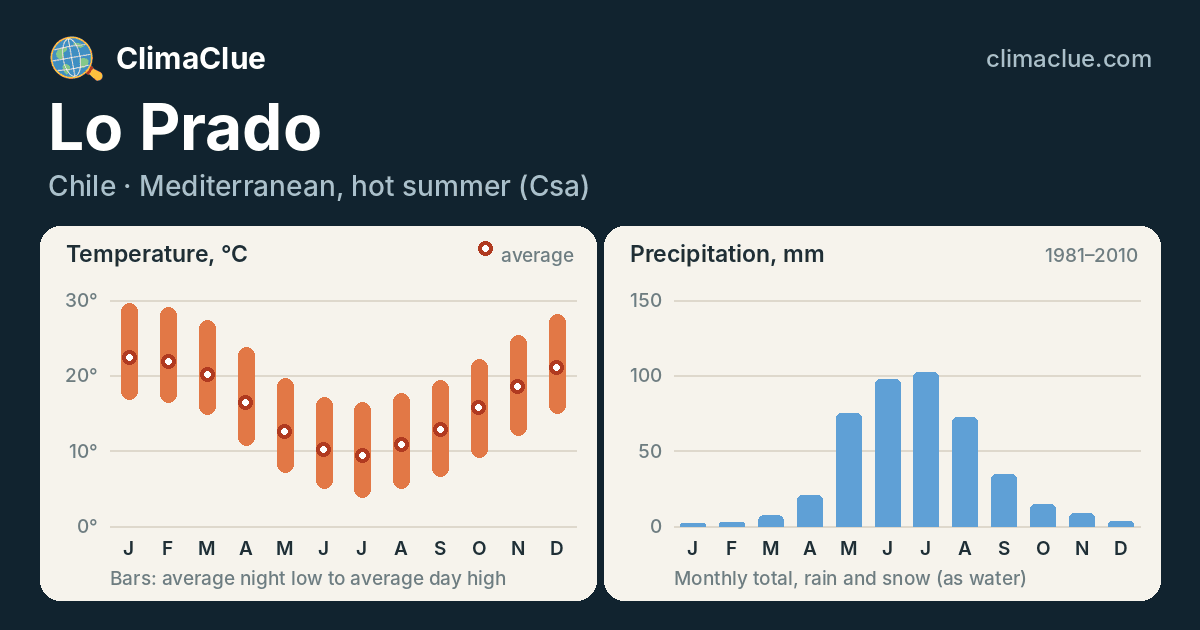 ClimaClue
climaclue.com
Lo Prado
Chile · Mediterranean, hot summer (Csa)
Temperature, °C
average
30°
20°
10°
0°
J F M A M J J A S O N D
Bars: average night low to average day high
Precipitation, mm
1981–2010
150
100
50
0
J F M A M J J A S O N D
Monthly total, rain and snow (as water)